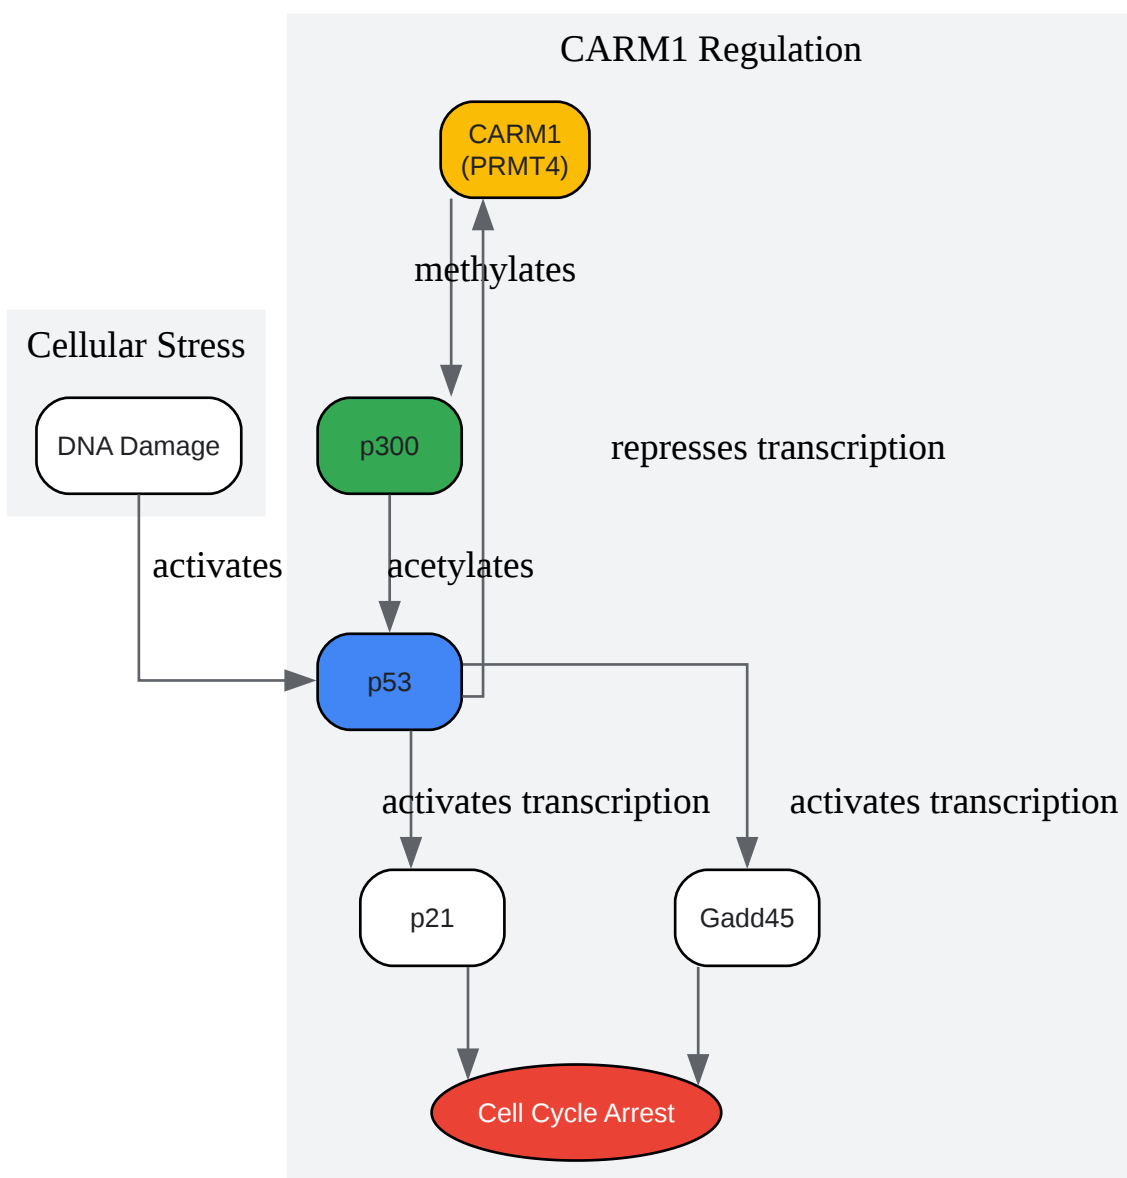 CARM1 Regulation
CARM1
(PRMT4)
methylates
Cellular Stress
DNA Damage
p300
represses transcription
activates
acetylates
p53
activates transcription
activates transcription
p21
Gadd45
Cell Cycle Arrest